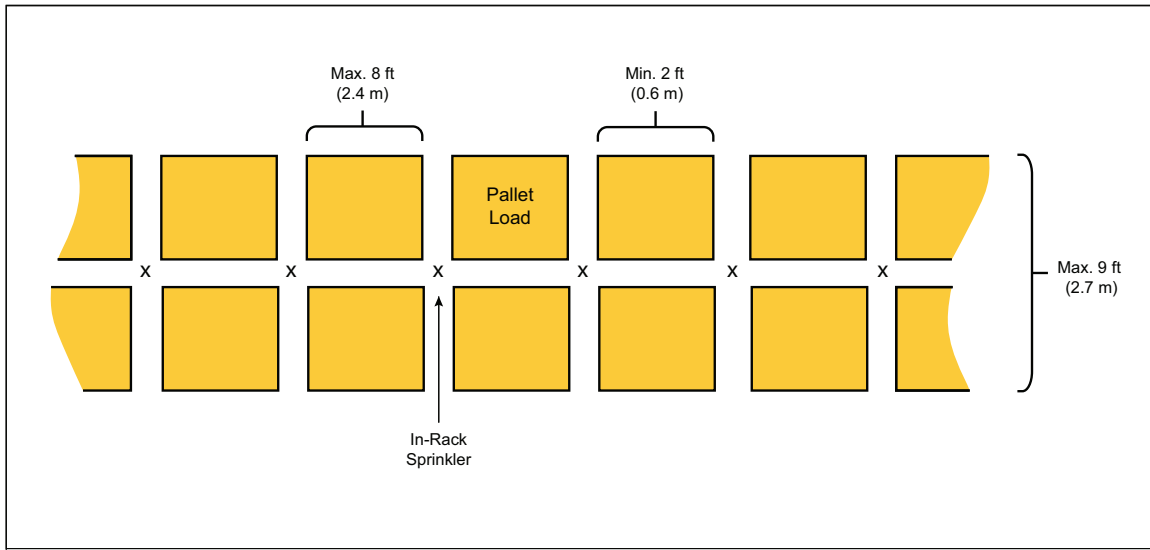 Max. 8 ft
(2.4 m)
Min. 2 ft
(0.6 m)
Pallet
Load
x x x x x x
Max. 9 ft
(2.7 m)
In-Rack
Sprinkler